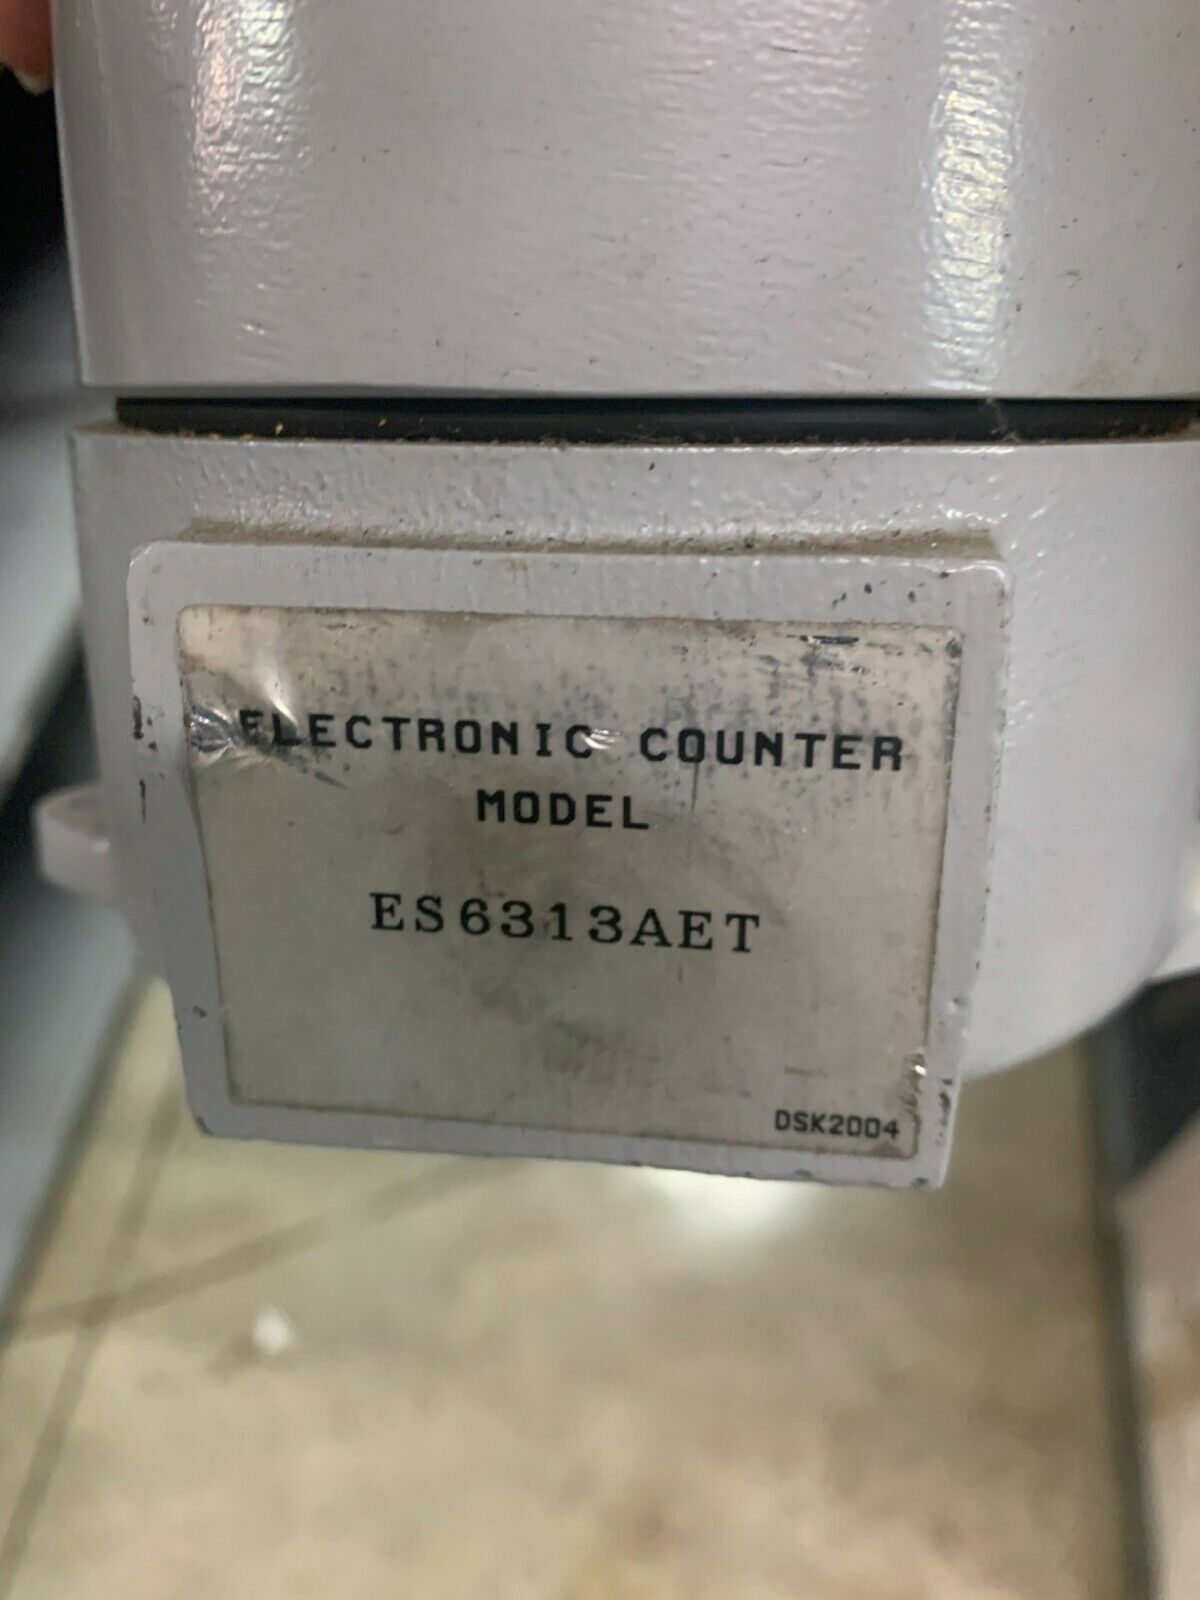 ELECTRONIC COUNTER
MODEL
ES6313AET
DSK2004